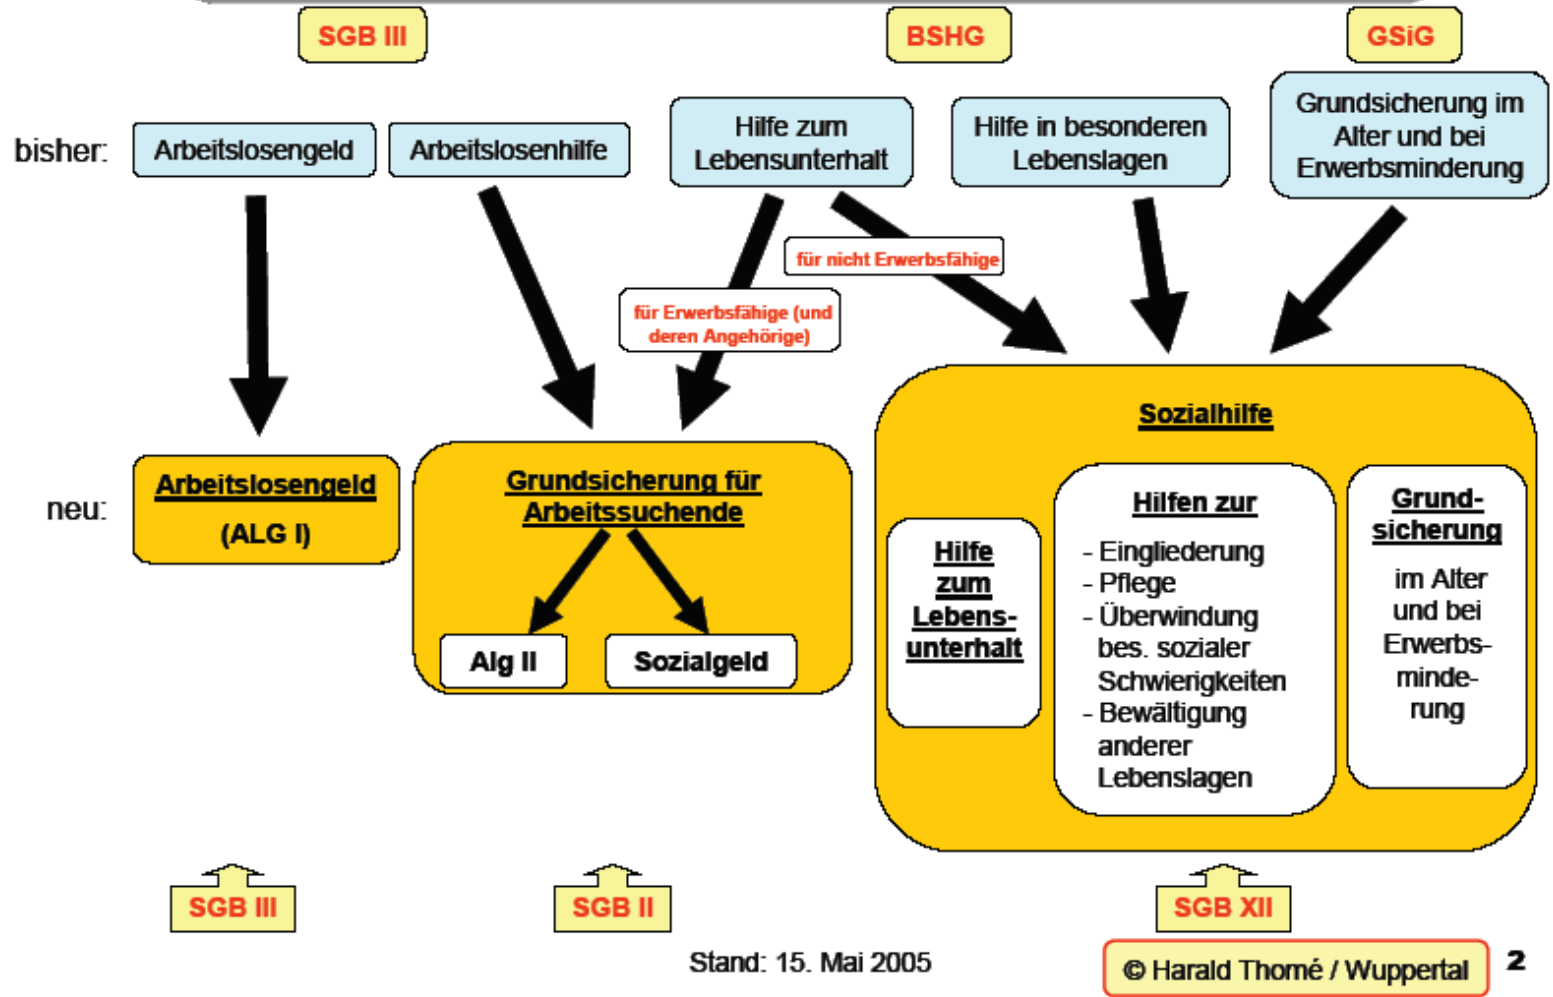 SGB III
BSHG
GSiG
bisher:
Arbeitslosengeld
Arbeitslosenhilfe
Hilfe zum
Lebensunterhalt
Hilfe in besonderen
Lebenslagen
Grundsicherung im
Alter und bei
Erwerbsminderung
für nicht Erwerbsfähige
für Erwerbsfähige (und
deren Angehörige)
neu:
Arbeitslosengeld
(ALG I)
Grundsicherung für
Arbeitssuchende
Alg II
Sozialgeld
Sozialhilfe
Hilfe
zum
Lebens-
unterhalt
Hilfen zur
- Eingliederung
- Pflege
- Überwindung
bes. sozialer
Schwierigkeiten
- Bewältigung
anderer
Lebenslagen
Grund-
sicherung
im Alter
und bei
Erwerbs-
minde-
rung
SGB III
SGB II
SGB XII
Stand: 15. Mai 2005
© Harald Thomé / Wuppertal
2